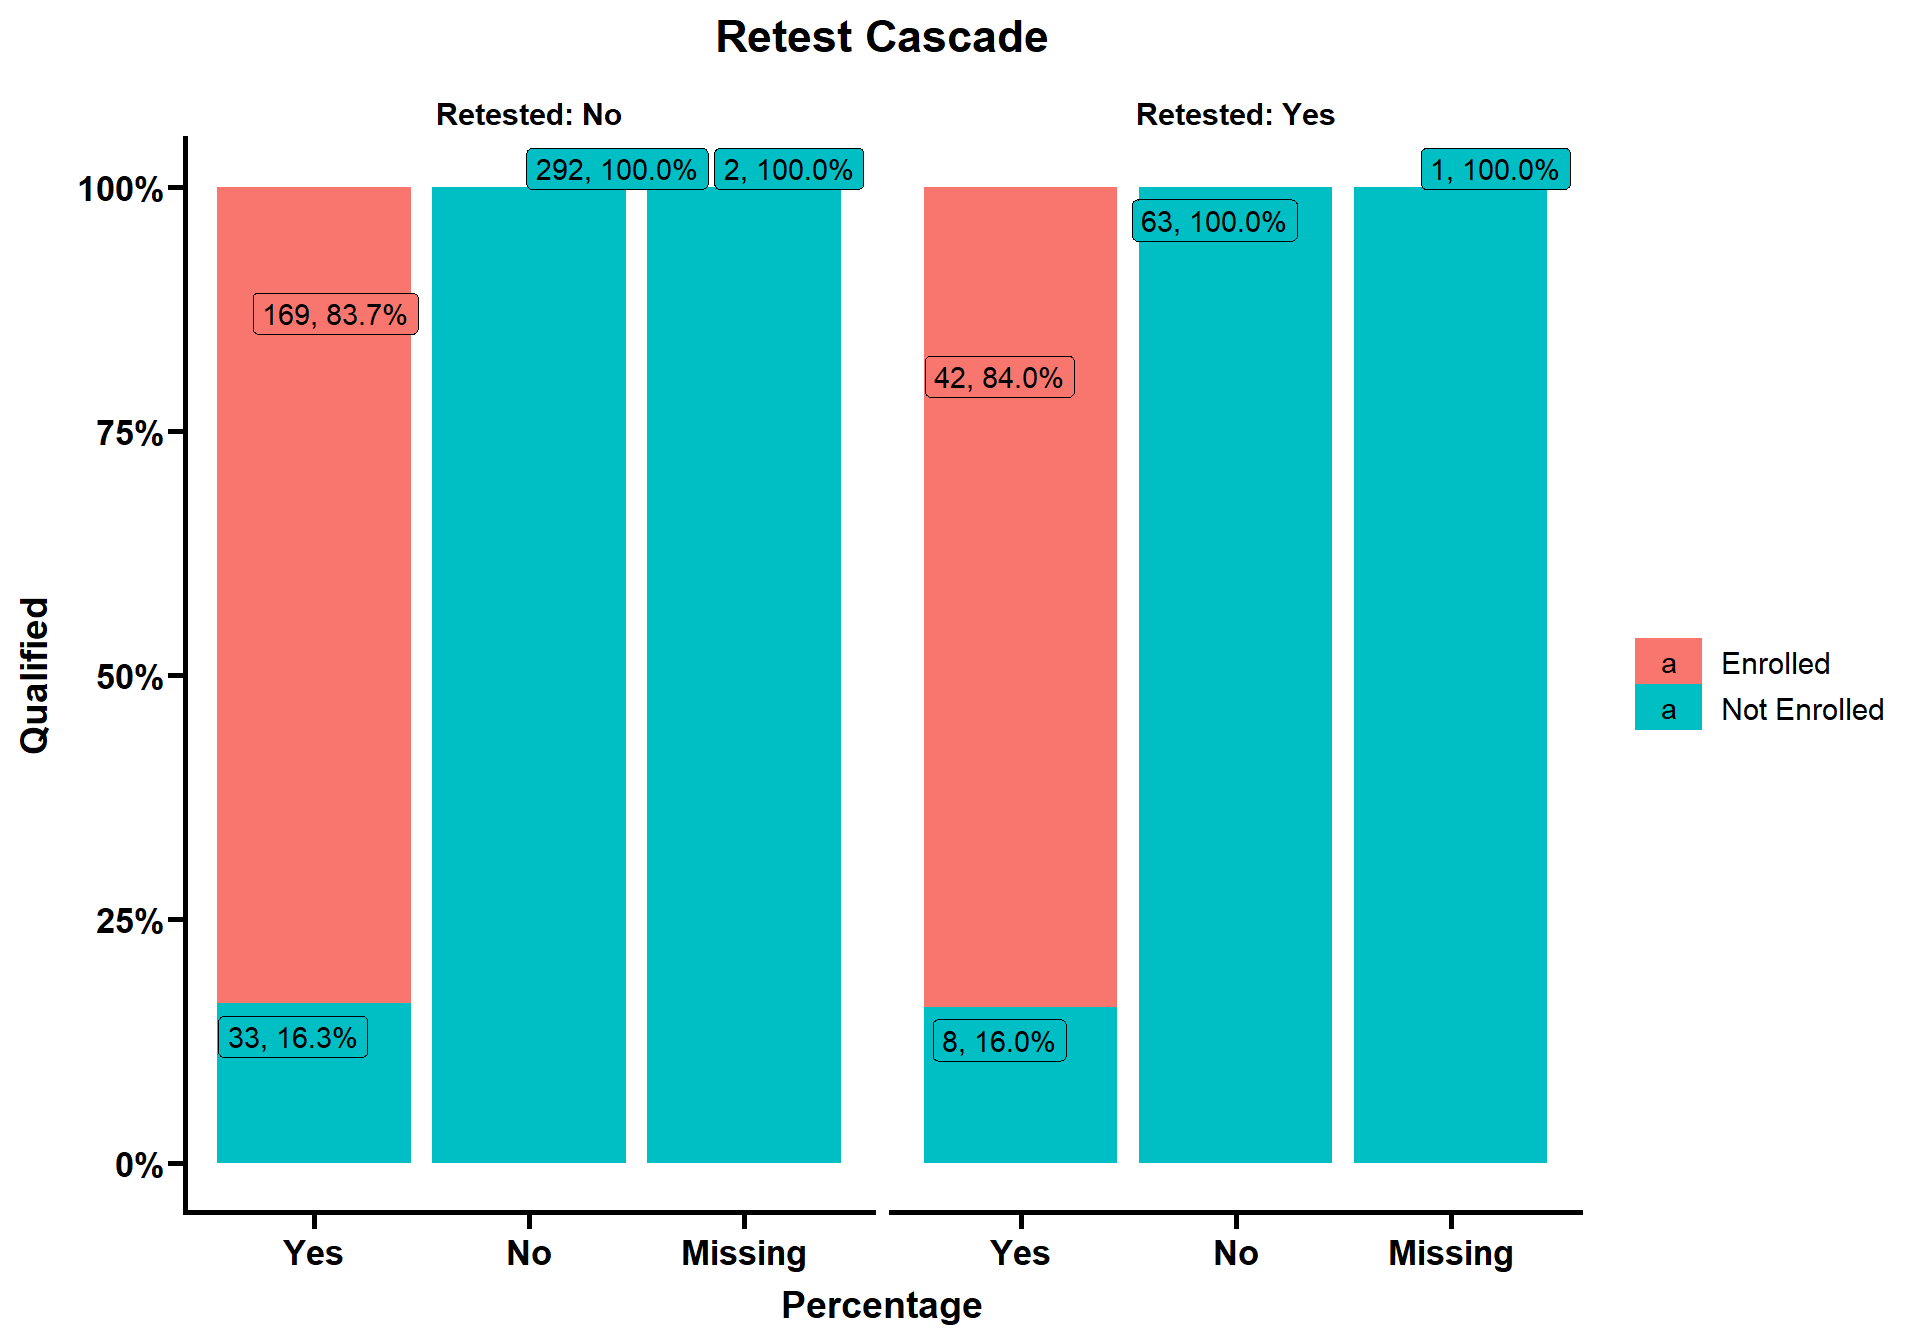 Retest Cascade
Retested: No
Retested: Yes
292, 100.0%
2, 100.0%
1, 100.0%
100%
63, 100.0%
169, 83.7%
42, 84.0%
75%
50%
25%
0%
33, 16.3%
8, 16.0%
Qualified
a Enrolled
a Not Enrolled
Yes No Missing
Yes No Missing
Percentage